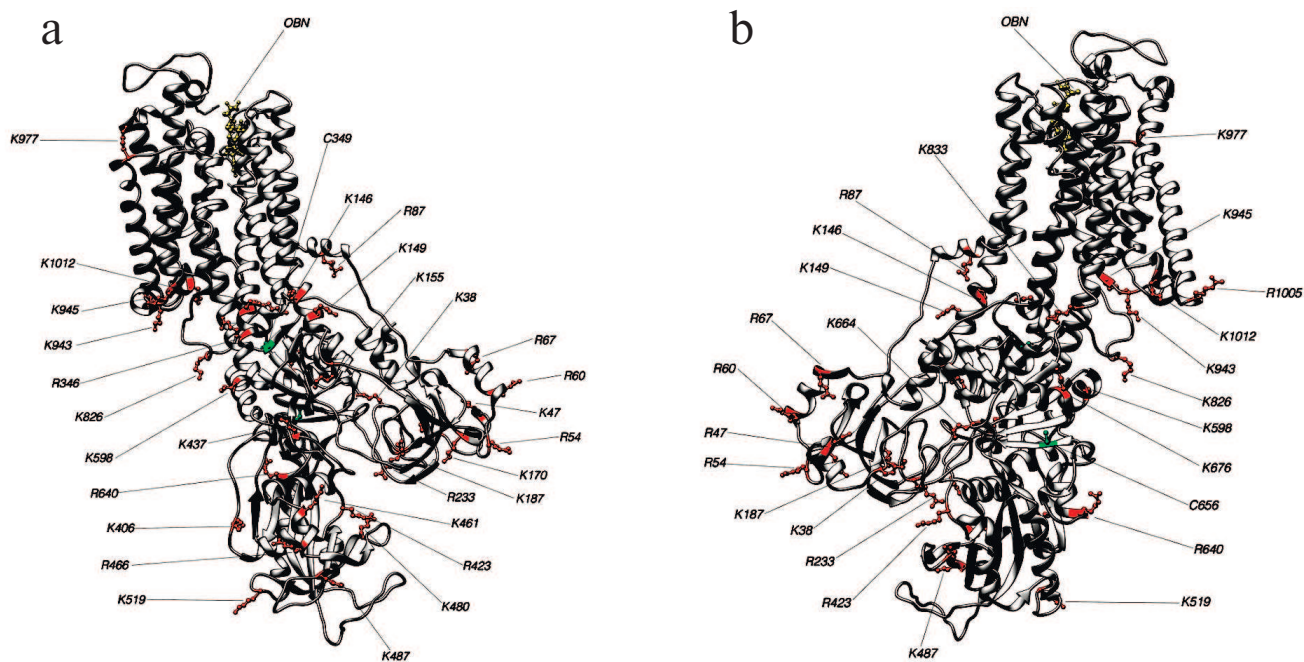 a
OBN
K977
C349
K146
R87
K149
K155
K38
K1012
K945
K943
R346
K826
K598
K437
R640
K406
R466
K519
R67
R60
K47
R54
K170
K187
R233
K461
R423
K480
K487
b
OBN
K833
K977
R87
K146
K149
K945
R67
K664
R1005
K1012
R60
K943
K826
R47
K598
R54
K676
K187
C656
K38
R233
R640
R423
K519
K487